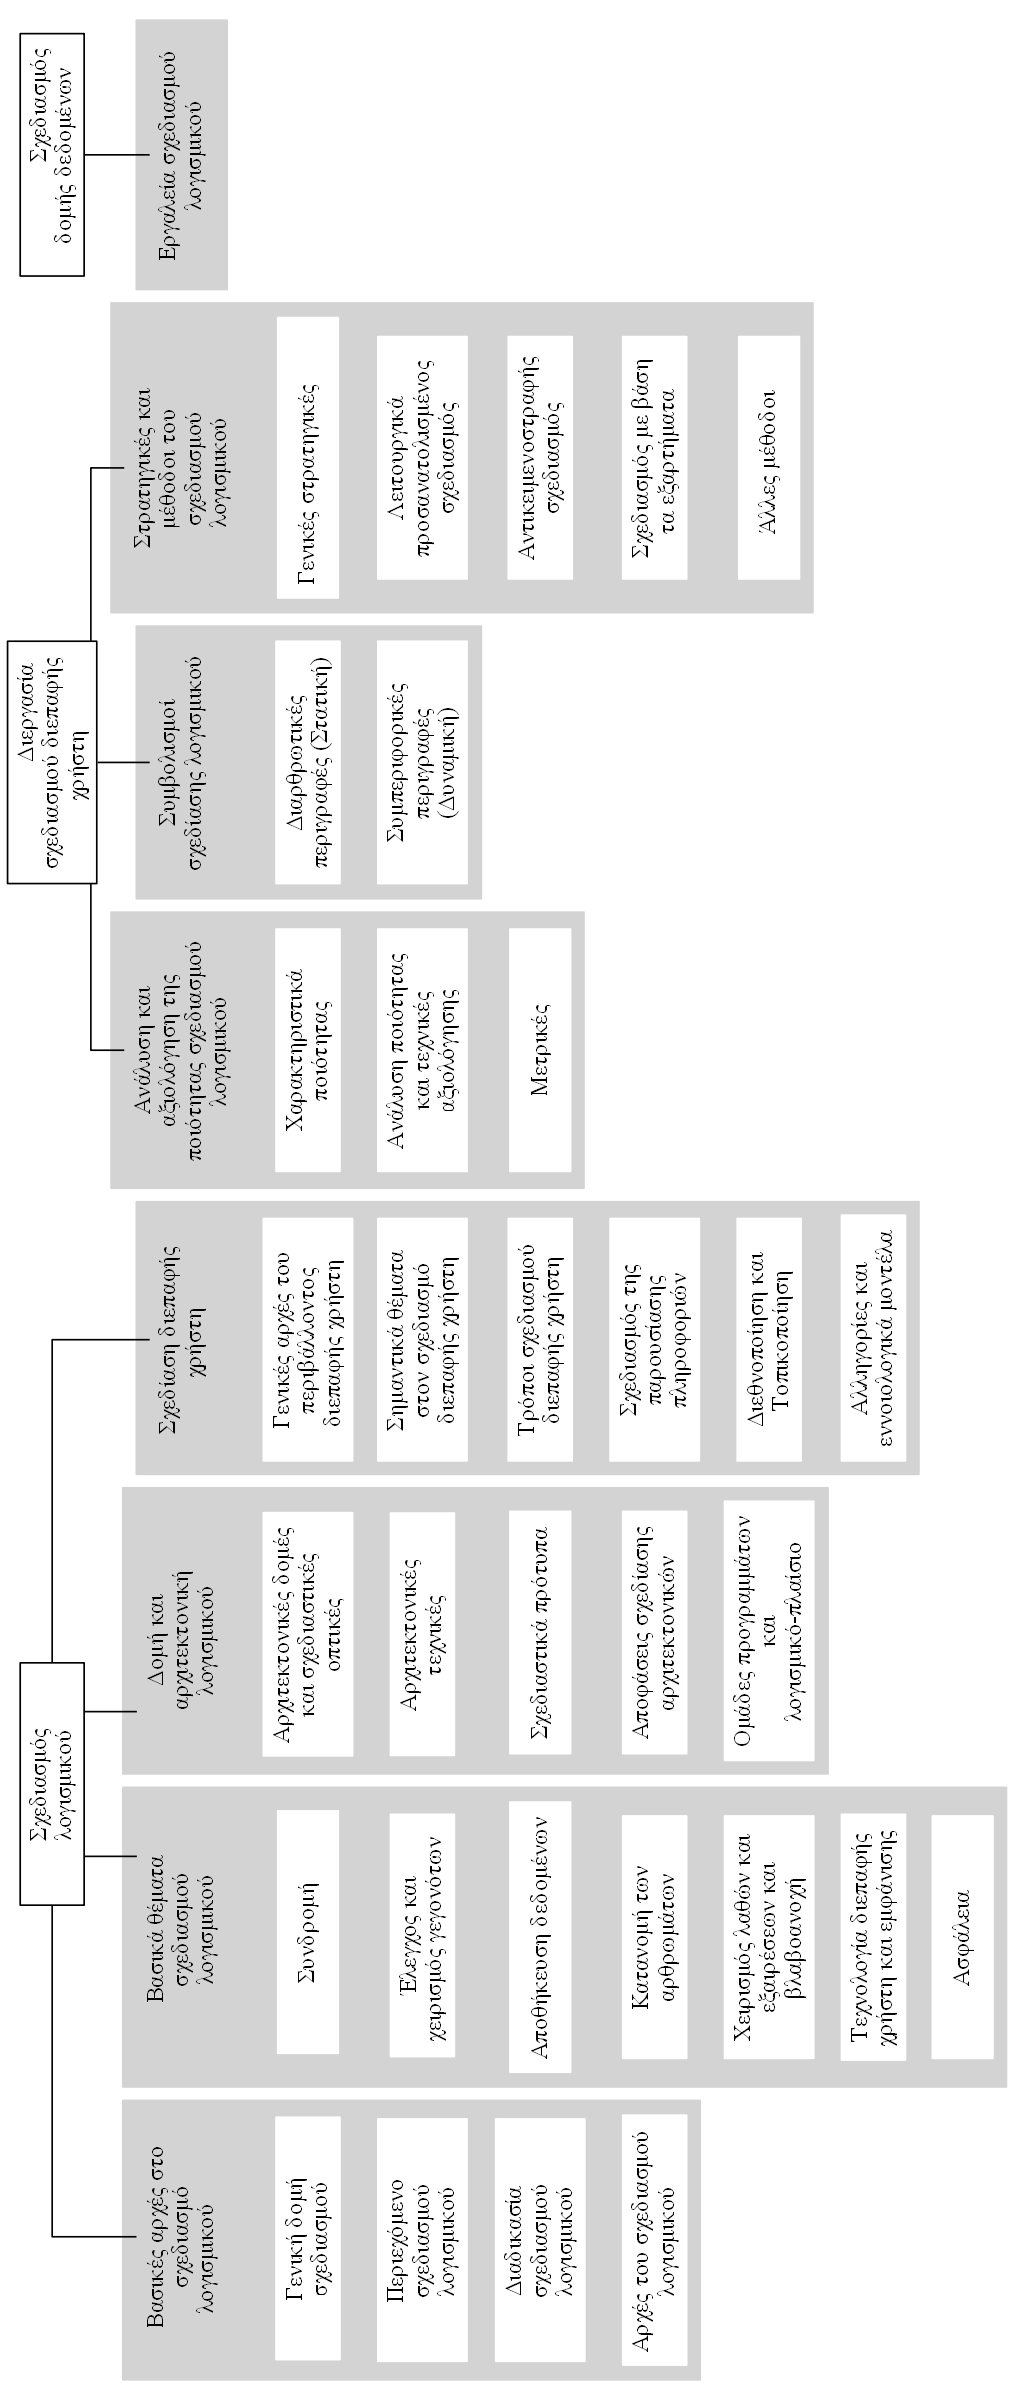 Σχεδιασμός
λογισμικού
Βασικές αρχές στο
σχεδιασμο
λογισμικού
Γενική δομή
σχεδιασμού
Περιεχόμενο
σχεδιασμού
λογισμικού
Διαδικασία
σχεδιασμού
λογισμικού
Αρχές του σχεδιασμού
λογισμικού
Βασικά θέματα
σχεδιασμού
λογισμικού
Συνδρομή
Έλεγχος και
χειρισμός γεγονότων
Αποθήκευση δεδομένων
Κατανομή των
αρθρωμάτων
Χειρισμός λαθών και
εξαιρέσεων και
βλαβοανοχή
Τεχνολογία διεπαφής
χρήστη και εμφάνισης
Ασφάλεια
Δομή και
αρχιτεκτονική
λογισμικού
Αρχιτεκτονικές δομές
και σχεδιαστικές
οπτικές
Αρχιτεκτονικές
τεχνικές
Σχεδιαστικά πρότυπα
Αποφάσεις σχεδίασης
αρχιτεκτονικών
Ομάδες προγραμμάτων
και
λογισμικό-πλαίσιο
Σχεδίαση διεπαφής
χρήστη
Γενικές αρχές του
περιβάλλοντος
διεπαφής χρήστη
Σημαντικά θέματα
στον σχεδιασμό
διεπαφής χρήστη
Τρόποι σχεδιασμού
διεπαφής χρήστη
Σχεδιασμός της
παρουσίασης
πληροφοριών
Διεθνοποίηση και
Τοπικοποίηση
Αλληγορίες και
εννοιολογικά μοντέλα
Διεργασία
σχεδιασμού διεπαφής
χρήστη
Ανάλυση και
αξιολόγηση της
ποιότητας σχεδιασμού
λογισμικού
Χαρακτηριστικά
ποιότητας
Ανάλυση ποιότητας
και τεχνικές
αξιολόγησης
Μετρικές
Συμβολισμοί
σχεδίασης λογισμικού
Διαρθρωτικές
περιγραφές (Στατική)
Συμπεριφορικές
περιγραφές
(Δυναμική)
Στρατηγικές και
μέθοδοι του
σχεδιασμού
λογισμικού
Γενικές στρατηγικές
Λειτουργικά
προσανατολισμένος
σχεδιασμός
Αντικειμενοστραφής
σχεδιασμός
Σχεδιασμός με βάση
τα εξαρτήματα
Άλλες μέθοδοι
Σχεδιασμός
δομής δεδομένων
Εργαλεία σχεδιασμού
λογισμικού